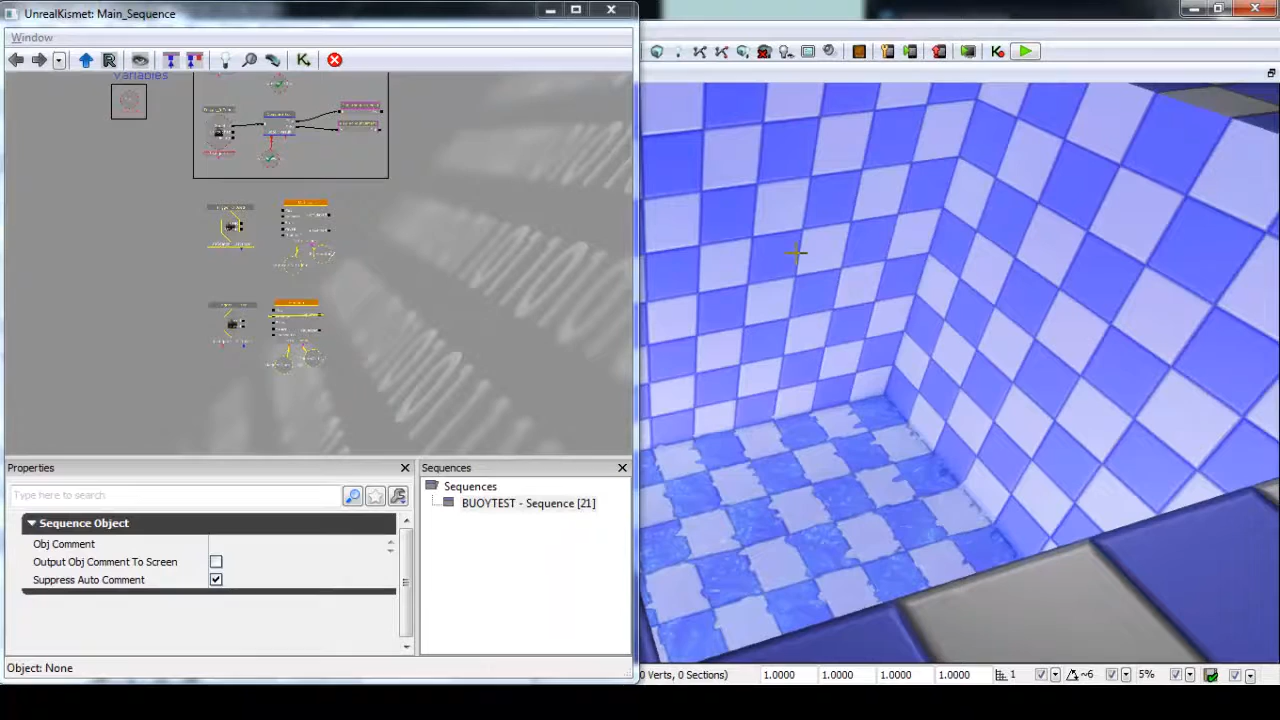 UnrealKismet: Main_Sequence
Window
Variables
Properties
Sequences
Type here to search
Sequences
BUOYTEST - Sequence [21]
Sequence Object
Obj Comment
Output Obj Comment To Screen
Suppress Auto Comment
Object: None
0 Verts, 0 Sections)
1.0000
1.0000
1.0000
1.0000
1
~6
5%